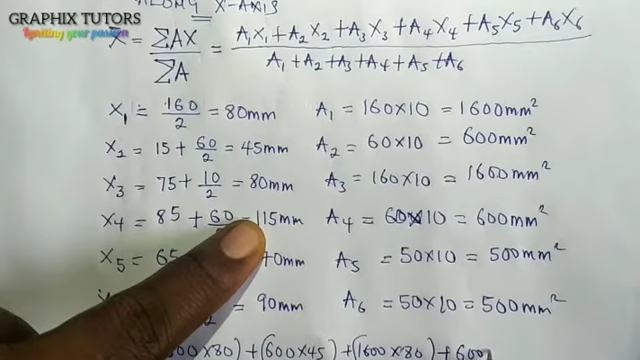 GRAPHIX TUTORS
Igniting your passion
ALONG X-AXIS
X̄ = ΣAX/ΣA = (A₁X₁+A₂X₂+A₃X₃+A₄X₄+A₅X₅+A₆X₆)/(A₁+A₂+A₃+A₄+A₅+A₆)
X₁ = 160/2 = 80mm A₁ = 160×10 = 1600mm²
X₂ = 15 + 60/2 = 45mm A₂ = 60×10 = 600mm²
X₃ = 75 + 10/2 = 80mm A₃ = 160×10 = 1600mm²
X₄ = 85 + 60 = 115mm A₄ = 60×10 = 600mm²
X₅ = 65 70mm A₅ = 50×10 = 500mm²
2 = 90mm A₆ = 50×10 = 500mm²
00×80) + (600×45) + (1600×80) + 600